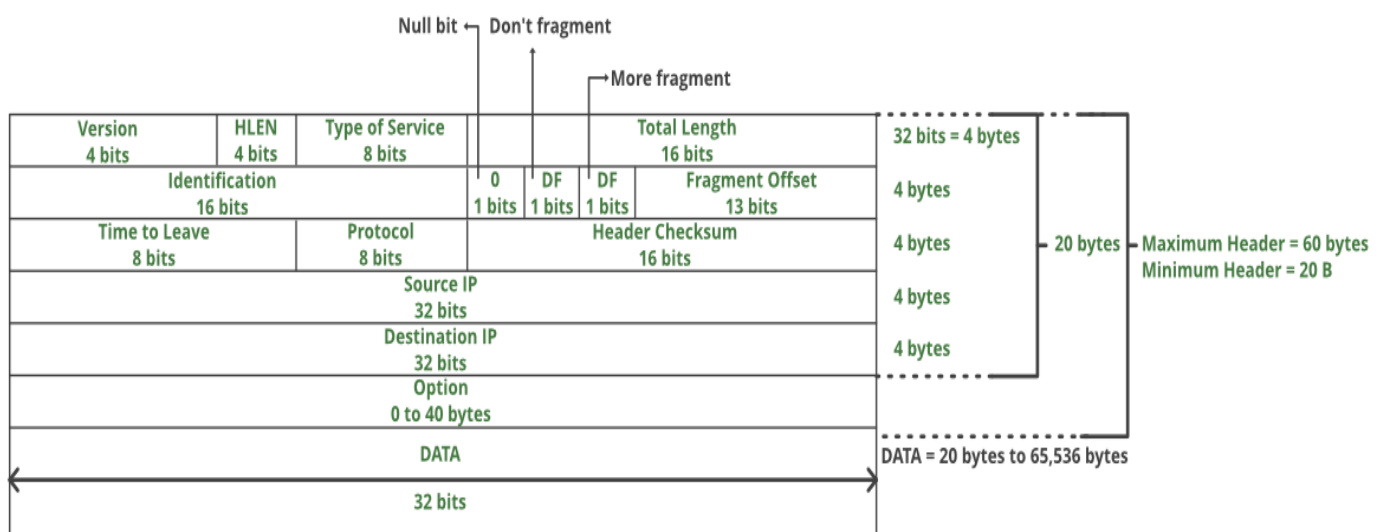 Null bit Don't fragment
More fragment
Version HLEN Type of Service Total Length
4 bits 4 bits 8 bits 16 bits
32 bits = 4 bytes
Identification 0 DF DF Fragment Offset
16 bits 1 bits 1 bits 1 bits 13 bits
4 bytes
Time to Leave Protocol Header Checksum
8 bits 8 bits 16 bits
4 bytes
20 bytes
Maximum Header = 60 bytes
Minimum Header = 20 B
Source IP
32 bits
4 bytes
Destination IP
32 bits
4 bytes
Option
0 to 40 bytes
DATA
DATA = 20 bytes to 65,536 bytes
32 bits